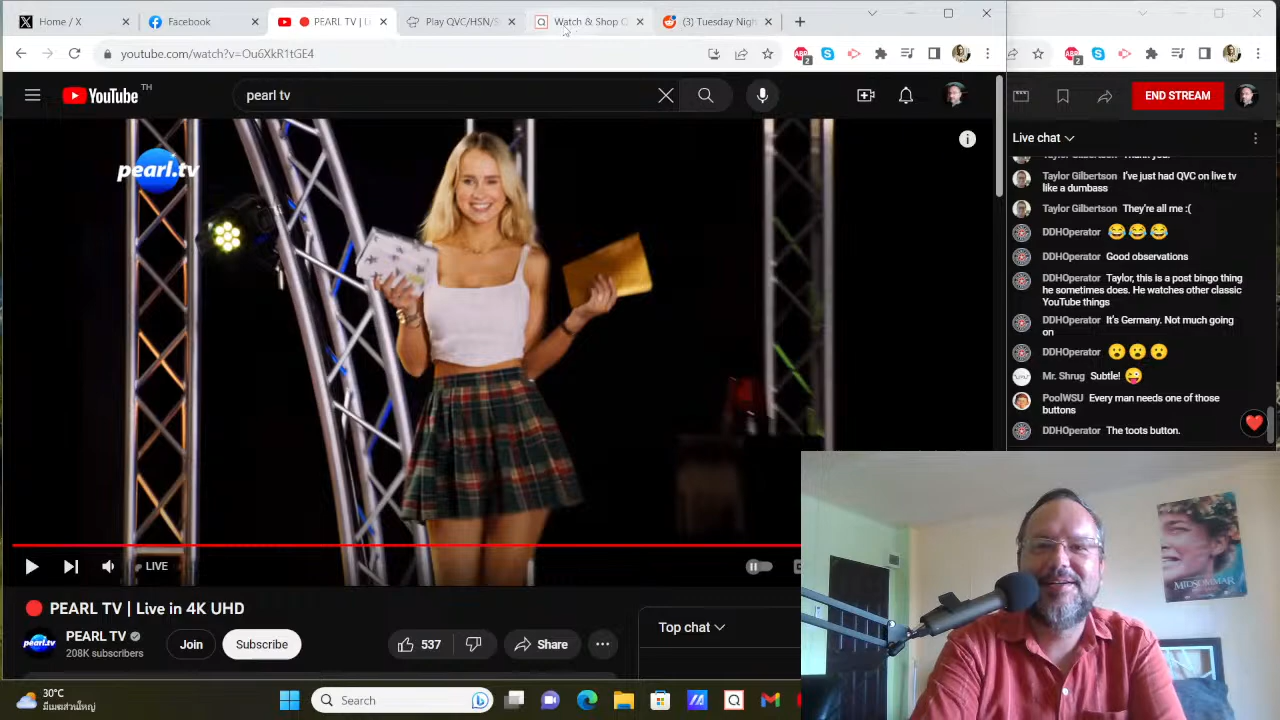 Home / X
Facebook
PEARL TV | L
Play QVC/HSN/S
Watch & Shop Q
(3) Tuesday Nigh
youtube.com/watch?v=Ou6XkR1tGE4
YouTube TH
pearl tv
END STREAM
pearl.tv
Live chat
Taylor Gilbertson Thank you!
Taylor Gilbertson I've just had QVC on live tv
like a dumbass
Taylor Gilbertson They're all me :(
DDHOperator 😂😂😂
DDHOperator Good observations
DDHOperator Taylor, this is a post bingo thing
he sometimes does. He watches other classic
YouTube things
DDHOperator It's Germany. Not much going
on
DDHOperator 😮😮😮
Mr. Shrug Subtle! 😜
PoolWSU Every man needs one of those
buttons
DDHOperator The toots button.
LIVE
PEARL TV | Live in 4K UHD
pearl.tv
PEARL TV
208K subscribers
Join
Subscribe
537
Share
Top chat
MIDSOMMAR
30°C
มีเมฆส่วนใหญ่
Search